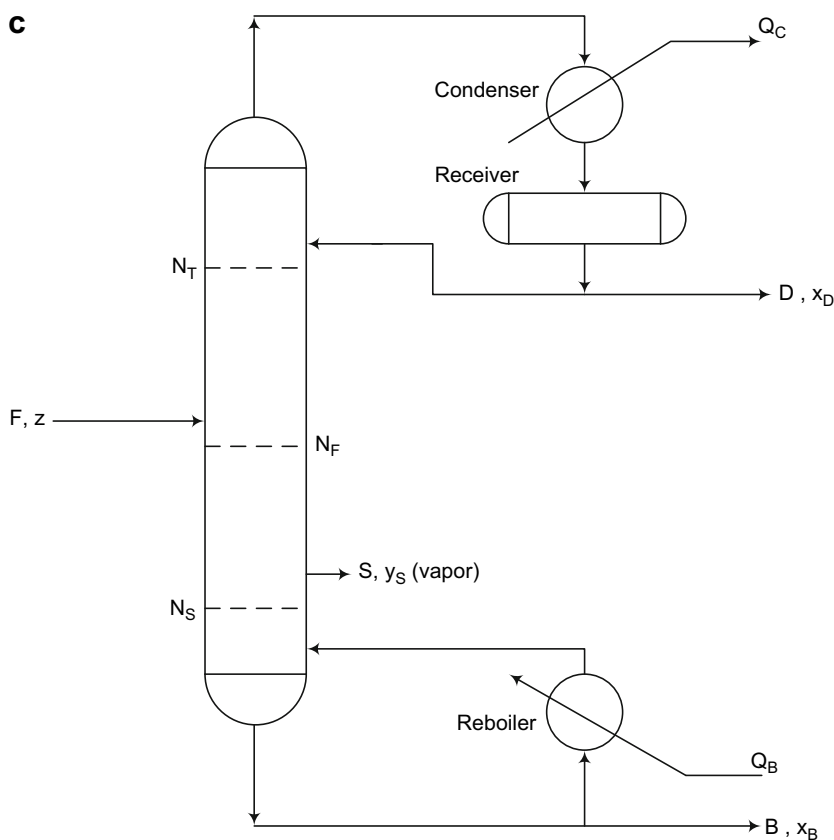 c
Q_C
Condenser
Receiver
N_T
D , x_D
F, z
N_F
S, y_S (vapor)
N_S
Reboiler
Q_B
B , x_B